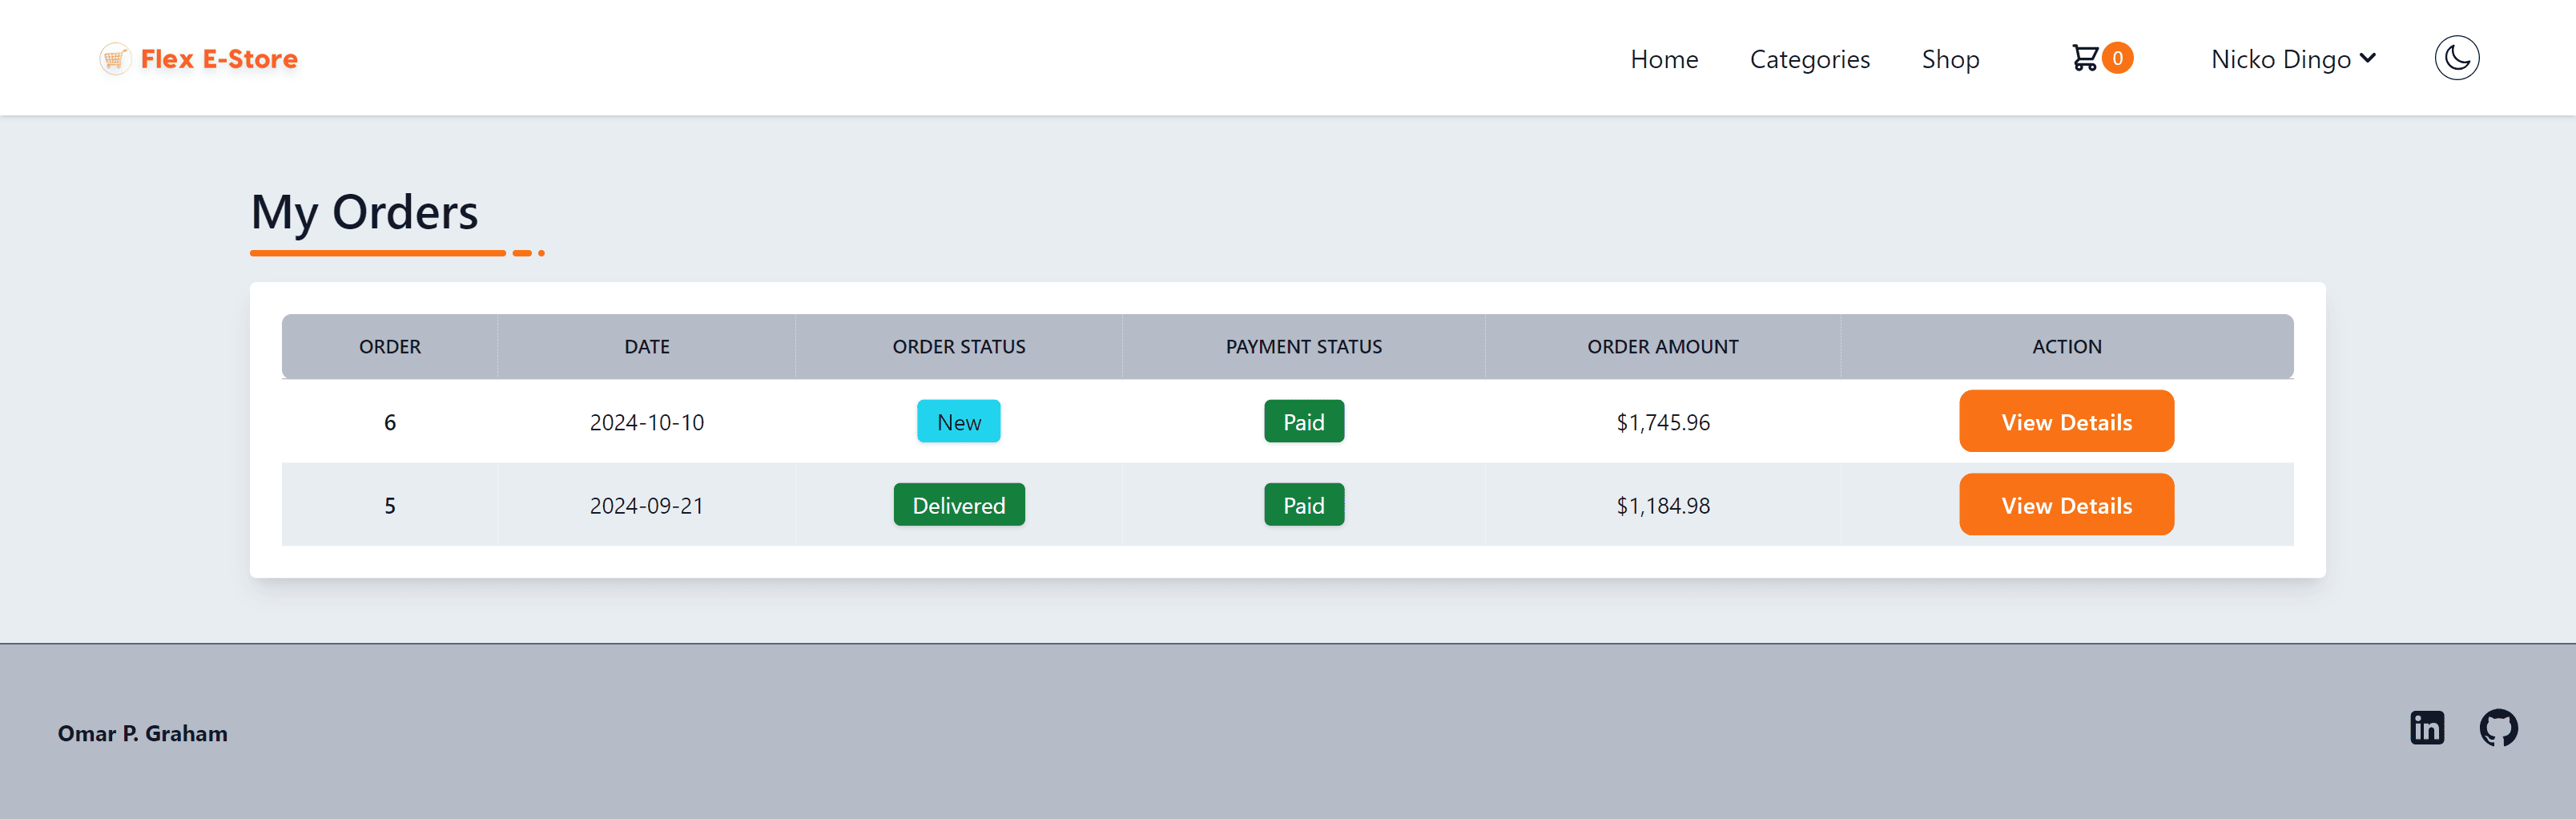 Flex E-Store Home Categories Shop 0 Nicko Dingo
My Orders
ORDER DATE ORDER STATUS PAYMENT STATUS ORDER AMOUNT ACTION
6 2024-10-10 New Paid $1,745.96 View Details
5 2024-09-21 Delivered Paid $1,184.98 View Details
Omar P. Graham in